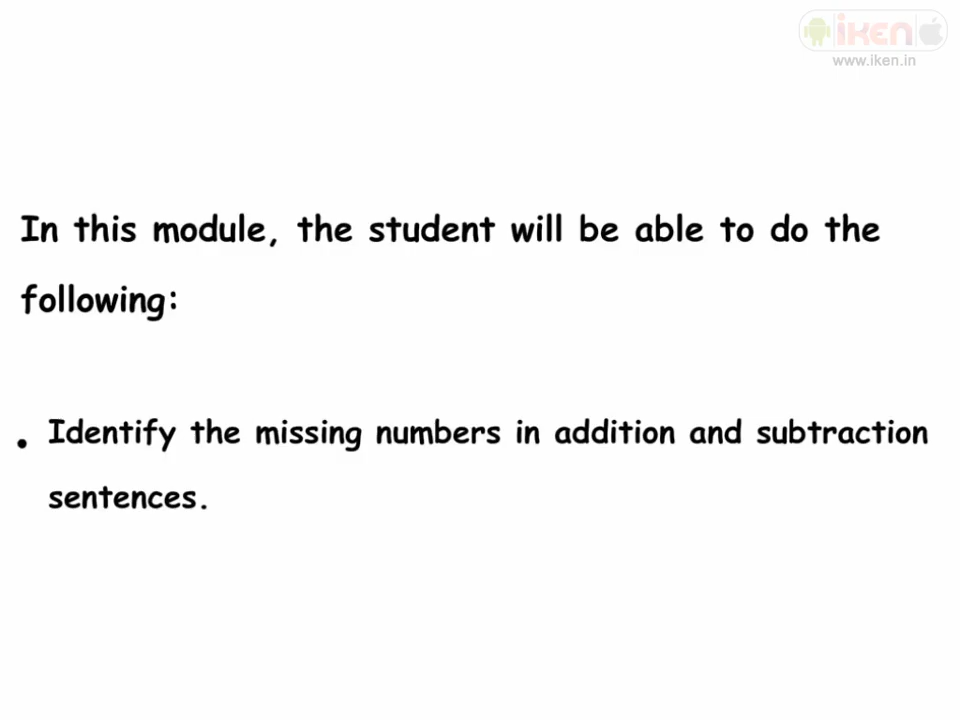 iKEN
www.iken.in
In this module, the student will be able to do the
following:
• Identify the missing numbers in addition and subtraction
sentences.